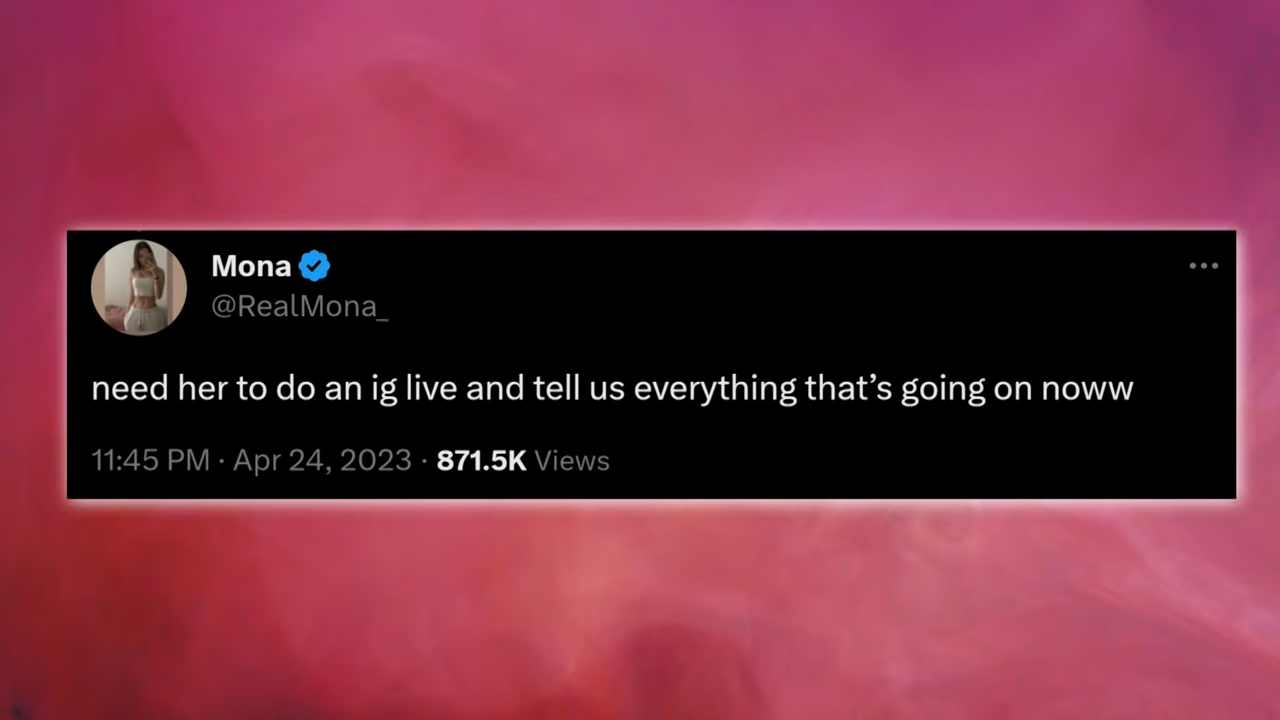 Mona
@RealMona_
need her to do an ig live and tell us everything that’s going on noww
11:45 PM · Apr 24, 2023 · 871.5K Views